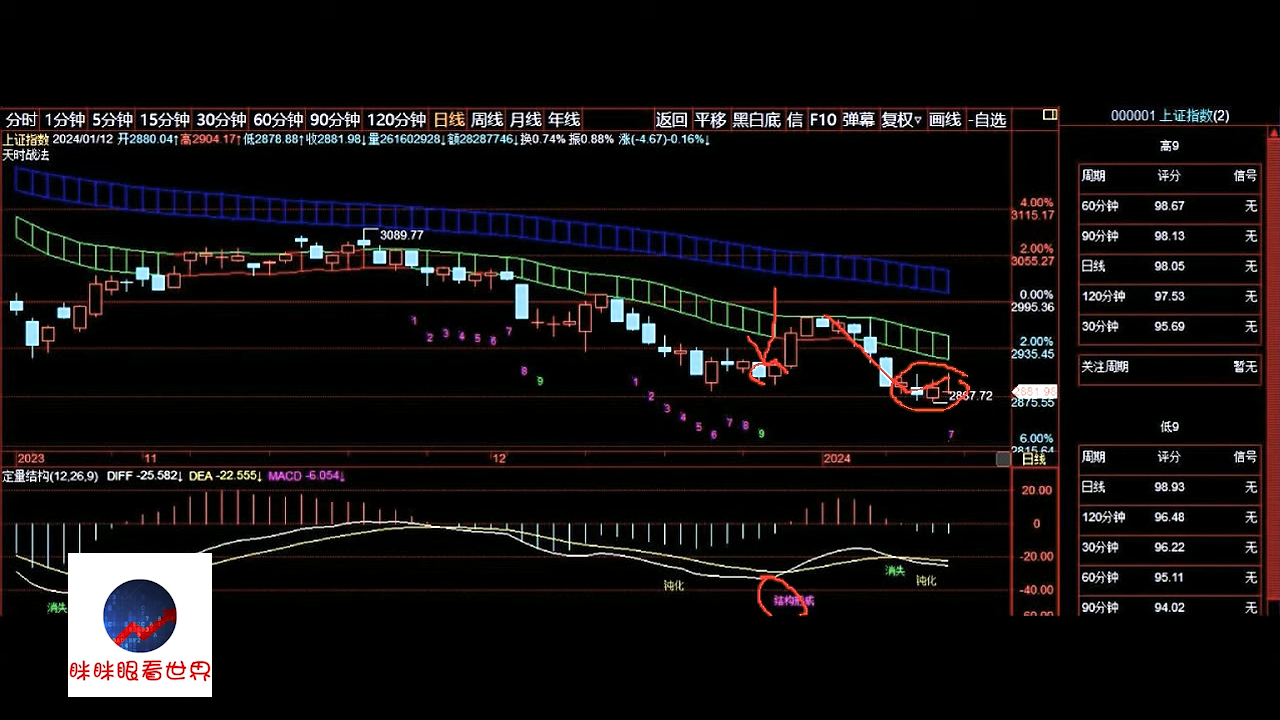 分时 1分钟 5分钟 15分钟 30分钟 60分钟 90分钟 120分钟 日线 周线 月线 年线 返回 平移 黑白底 信 F10 弹幕 复权▿ 画线 -自选
上证指数 2024/01/12 开2880.04↑ 高2904.17↑ 低2878.88↑ 收2881.98↓ 量261602928↓ 额28287746↓ 换0.74% 振0.88% 涨(-4.67)-0.16%↓
天时战法
3089.77
2867.72
4.00%
3115.17
2.00%
3055.27
0.00%
2995.36
2.00%
2935.45
2881.98
2875.55
6.00%
2815.64
1 2 3 4 5 6 7 8 9
1 2 3 4 5 6 7 8 9
7
2023 11 12 2024 日线
定量结构(12,26,9) DIFF -25.582↓ DEA -22.555↓ MACD -6.054↓
20.00
0
-20.00
-40.00
消失
钝化
结构形成
消失
钝化
000001 上证指数(2)
高9
周期 评分 信号
60分钟 98.67 无
90分钟 98.13 无
日线 98.05 无
120分钟 97.53 无
30分钟 95.69 无
关注周期 暂无
低9
周期 评分 信号
日线 98.93 无
120分钟 96.48 无
30分钟 96.22 无
60分钟 95.11 无
90分钟 94.02 无
眯眯眼看世界